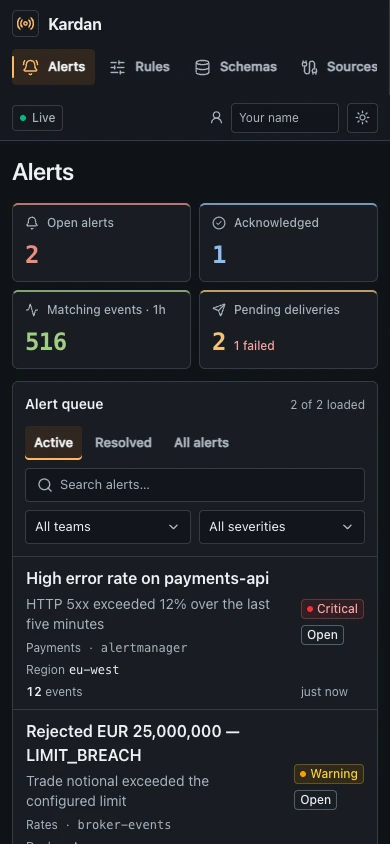 Kardan
Alerts Rules Schemas Sources
Live Your name
Alerts
Open alerts
2
Acknowledged
1
Matching events · 1h
516
Pending deliveries
2 1 failed
Alert queue 2 of 2 loaded
Active Resolved All alerts
Search alerts...
All teams All severities
High error rate on payments-api
HTTP 5xx exceeded 12% over the last
five minutes
Critical
Open
Payments · alertmanager
Region eu-west
12 events just now
Rejected EUR 25,000,000 —
LIMIT_BREACH
Trade notional exceeded the
configured limit
Warning
Open
Rates · broker-events